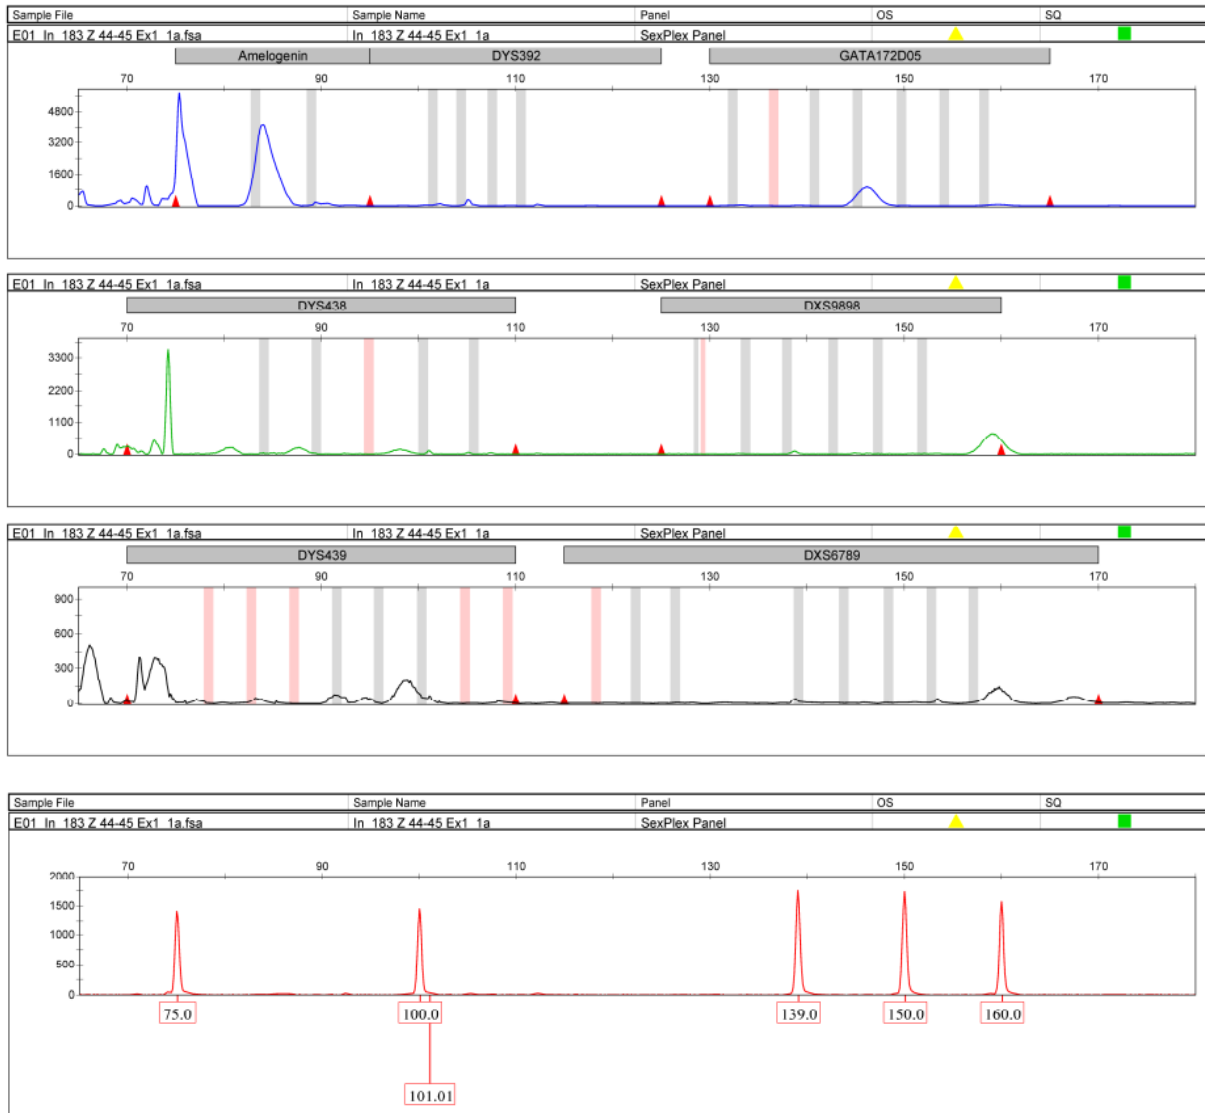 Sample File Sample Name Panel OS SQ
E01_In_183 Z 44-45 Ex1_1a.fsa In_183 Z 44-45 Ex1_1a SexPlex Panel
Amelogenin DYS392 GATA172D05
70 90 110 130 150 170
4800
3200
1600
0
E01_In_183 Z 44-45 Ex1_1a.fsa In_183 Z 44-45 Ex1_1a SexPlex Panel
DYS438 DXS9898
70 90 110 130 150 170
3300
2200
1100
0
E01_In_183 Z 44-45 Ex1_1a.fsa In_183 Z 44-45 Ex1_1a SexPlex Panel
DYS439 DXS6789
70 90 110 130 150 170
900
600
300
0
Sample File Sample Name Panel OS SQ
E01_In_183 Z 44-45 Ex1_1a.fsa In_183 Z 44-45 Ex1_1a SexPlex Panel
70 90 110 130 150 170
2000
1500
1000
500
0
75.0 100.0 139.0 150.0 160.0
101.01